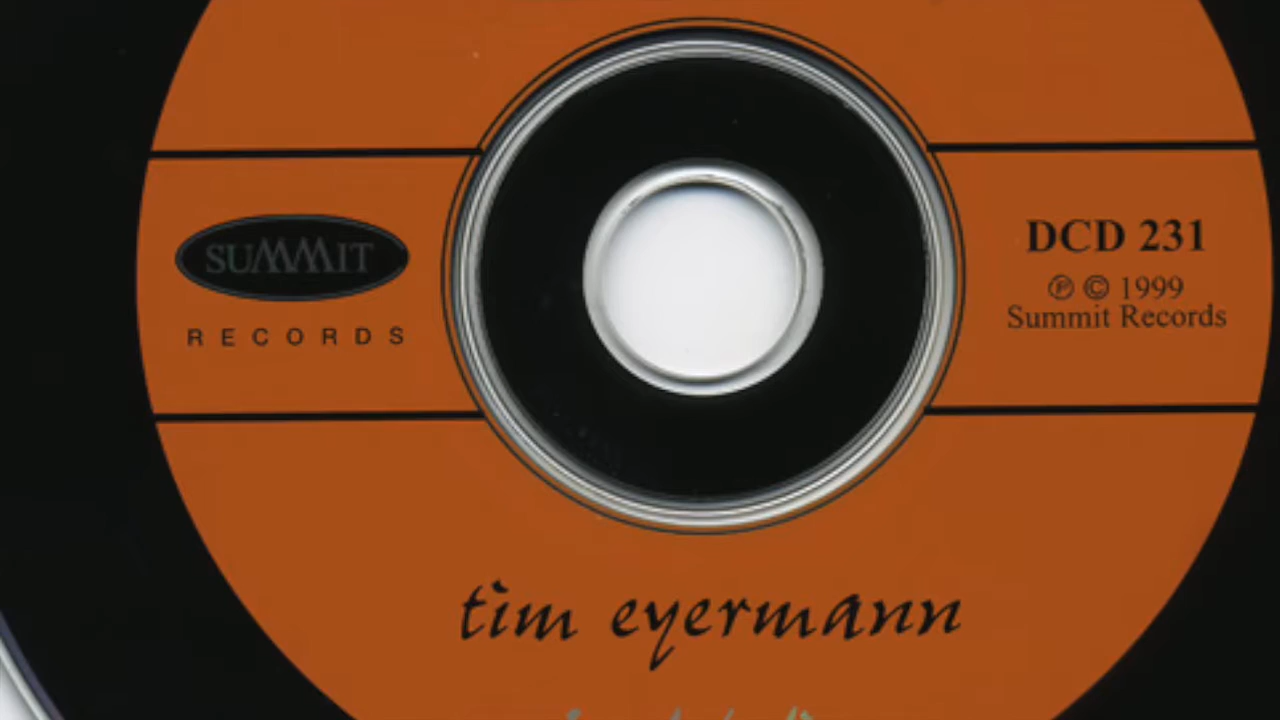 SUMMIT
RECORDS
DCD 231
℗ © 1999
Summit Records
tim eyermann